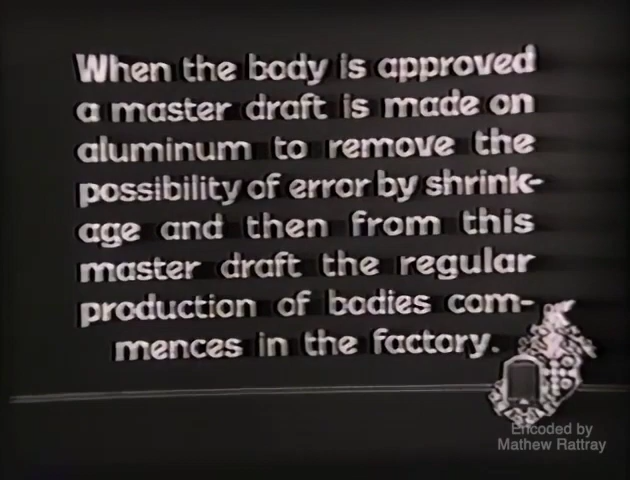 When the body is approved
a master draft is made on
aluminum to remove the
possibility of error by shrink-
age and then from this
master draft the regular
production of bodies com-
mences in the factory.
Encoded by
Mathew Rattray